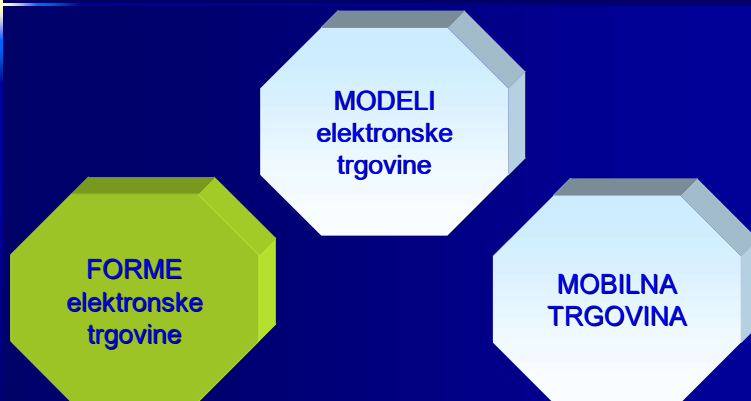 MODELI
elektronske
trgovine
FORME
elektronske
trgovine
MOBILNA
TRGOVINA